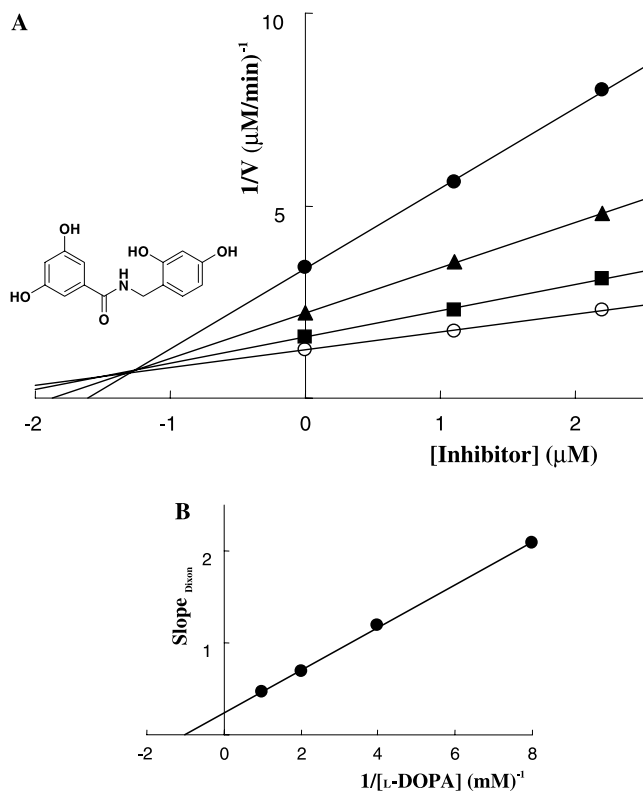 A
10
1/V (μM/min)⁻¹
5
OH
HO
O
N
H
HO
OH
-2
-1
0
1
2
[Inhibitor] (μM)
B
2
Slope Dixon
1
-2
0
2
4
6
8
1/[L-DOPA] (mM)⁻¹